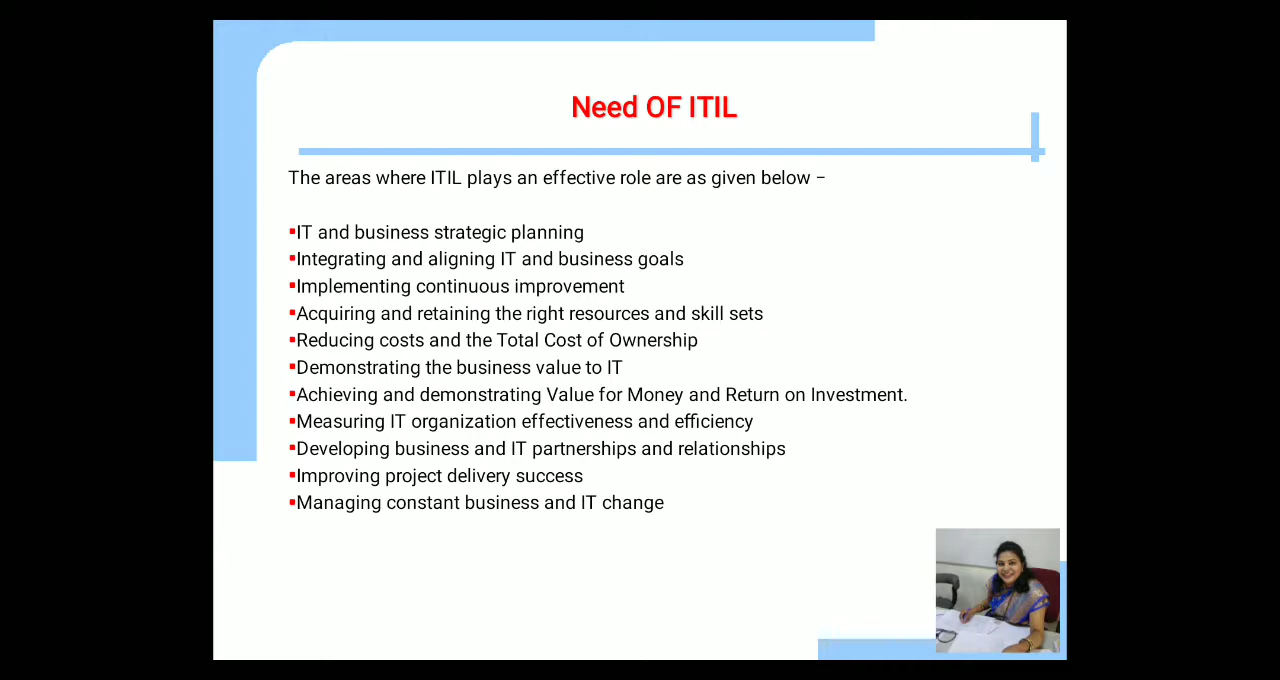 Need OF ITIL
The areas where ITIL plays an effective role are as given below −
▪IT and business strategic planning
▪Integrating and aligning IT and business goals
▪Implementing continuous improvement
▪Acquiring and retaining the right resources and skill sets
▪Reducing costs and the Total Cost of Ownership
▪Demonstrating the business value to IT
▪Achieving and demonstrating Value for Money and Return on Investment.
▪Measuring IT organization effectiveness and efficiency
▪Developing business and IT partnerships and relationships
▪Improving project delivery success
▪Managing constant business and IT change